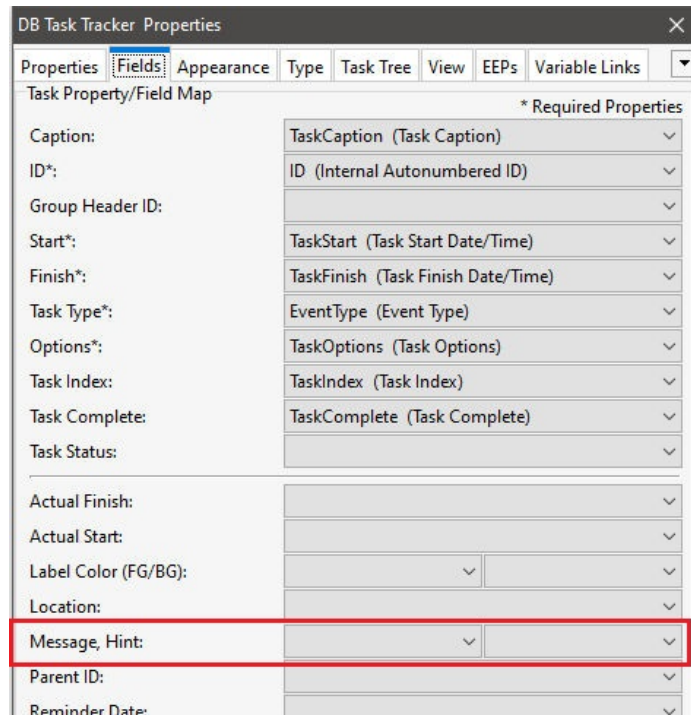 DB Task Tracker Properties
Properties Fields Appearance Type Task Tree View EEPs Variable Links
Task Property/Field Map
* Required Properties
Caption: TaskCaption (Task Caption)
ID*: ID (Internal Autonumbered ID)
Group Header ID:
Start*: TaskStart (Task Start Date/Time)
Finish*: TaskFinish (Task Finish Date/Time)
Task Type*: EventType (Event Type)
Options*: TaskOptions (Task Options)
Task Index: TaskIndex (Task Index)
Task Complete: TaskComplete (Task Complete)
Task Status:
Actual Finish:
Actual Start:
Label Color (FG/BG):
Location:
Message, Hint:
Parent ID:
Reminder Date: